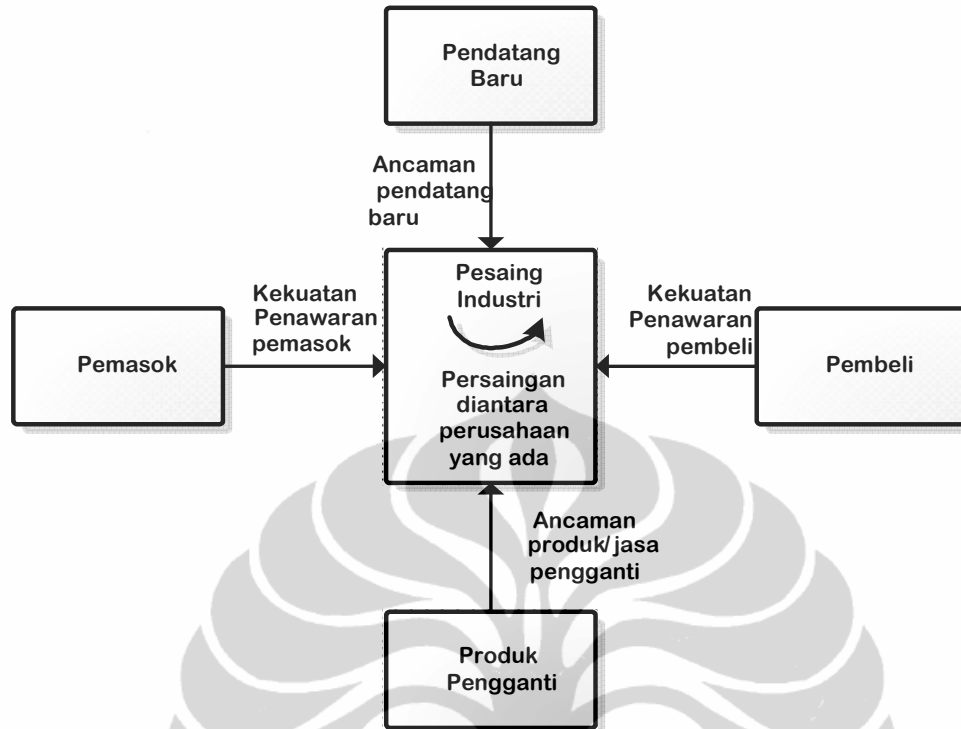 Pendatang
Baru
Ancaman
pendatang
baru
Pesaing
Industri
Kekuatan
Penawaran
pemasok
Kekuatan
Penawaran
pembeli
Pemasok
Pembeli
Persaingan
diantara
perusahaan
yang ada
Ancaman
produk/jasa
pengganti
Produk
Pengganti